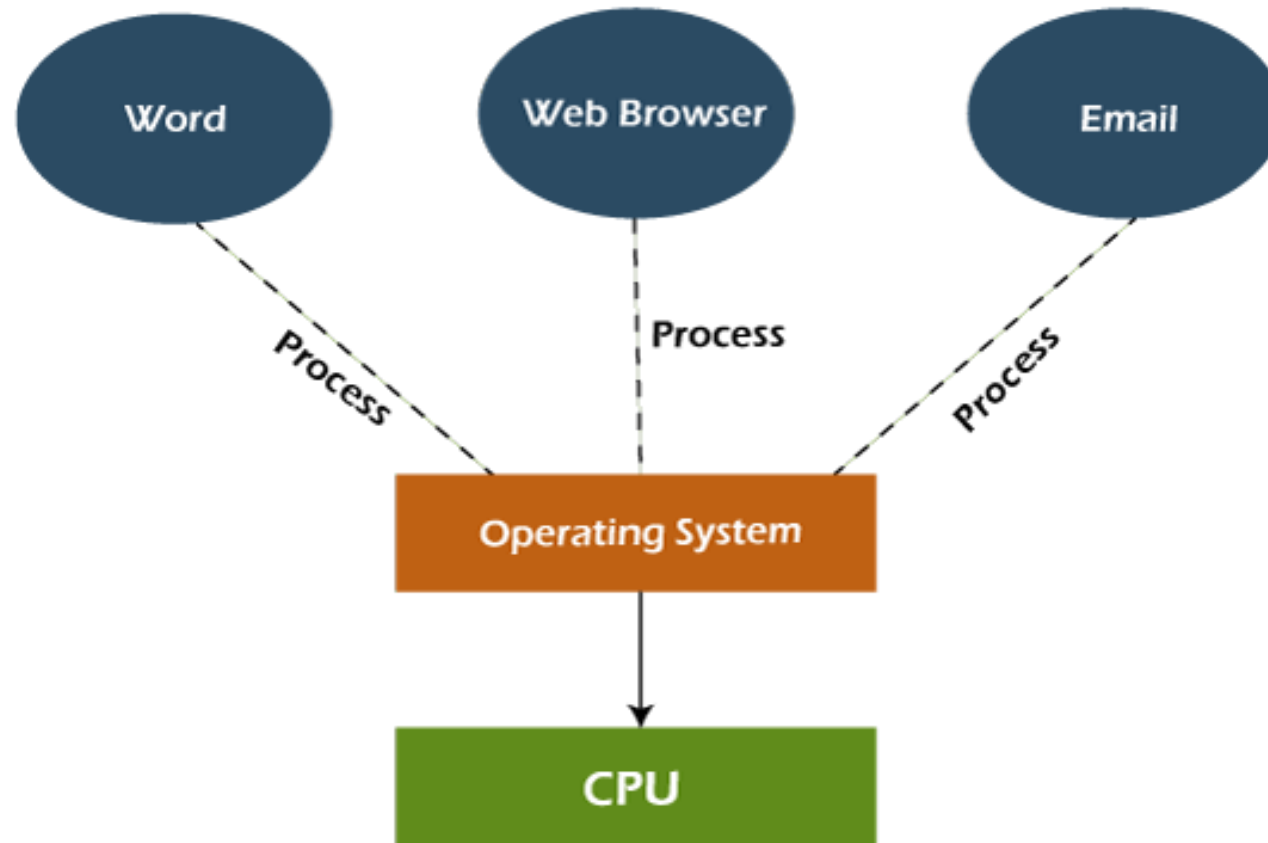 Word
Web Browser
Email
Process
Process
Process
Operating System
CPU